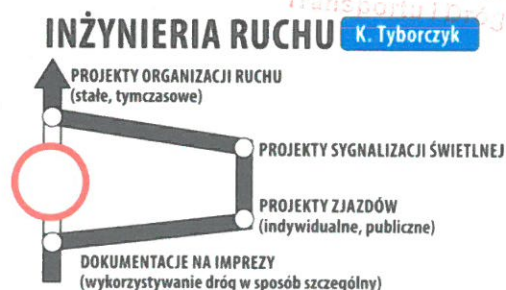 INŻYNIERIA RUCHU K. Tyborczyk
PROJEKTY ORGANIZACJI RUCHU
(stałe, tymczasowe)
PROJEKTY SYGNALIZACJI ŚWIETLNEJ
PROJEKTY ZJAZDÓW
(indywidualne, publiczne)
DOKUMENTACJE NA IMPREZY
(wykorzystywanie dróg w sposób szczególny)